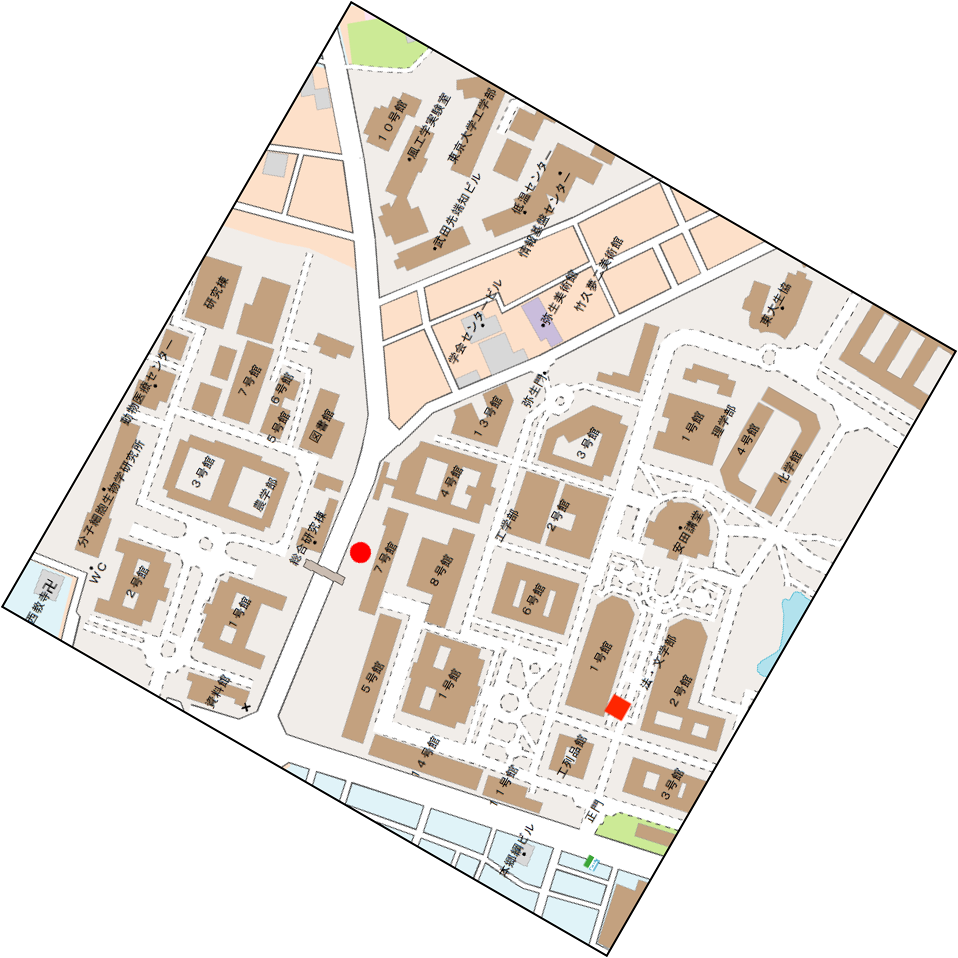 10号館
風工学実験室
東京大学工学部
武田先端知ビル
低温センター
情報基盤センター
弥生美術館
竹久夢二美術館
学会センタービル
東大生協
研究棟
動物医療センター
7号館
6号館
5号館
図書館
弥生門
13号館
3号館
1号館
理学部
4号館
化学館
分子細胞生物学研究所
3号館
農学部
4号館
工学部
2号館
安田講堂
総合研究棟
7号館
8号館
6号館
WC
2号館
西教寺卍
1号館
資料館
5号館
1号館
1号館
法・文学部
2号館
4号館
11号館
工列品館
3号館
正門
本郷綱ビル